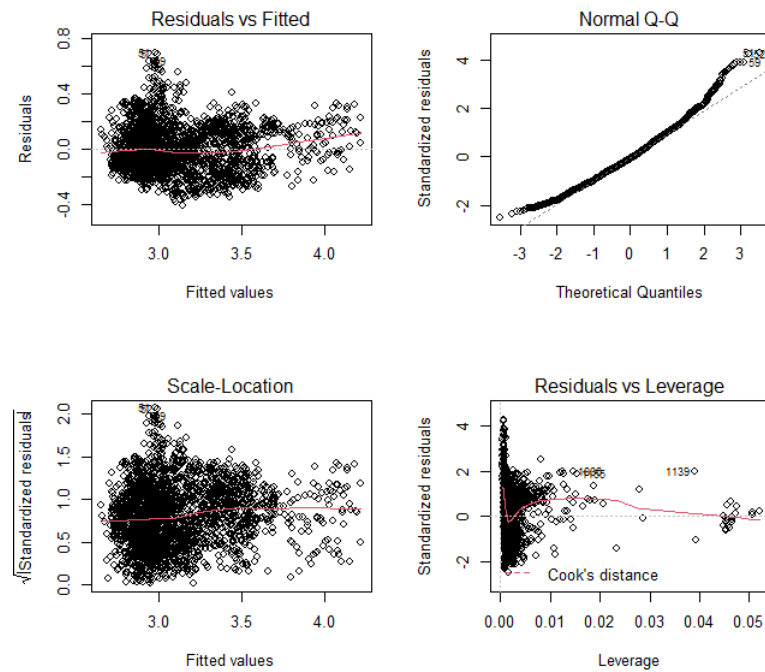 Residuals vs Fitted
Residuals
-0.4
0.0
0.4
0.8
3.0 3.5 4.0
Fitted values
Normal Q-Q
59
Standardized residuals
-2
0
2
4
-3 -2 -1 0 1 2 3
Theoretical Quantiles
Scale-Location
√|Standardized residuals|
0.0
0.5
1.0
1.5
2.0
3.0 3.5 4.0
Fitted values
Residuals vs Leverage
1139
Standardized residuals
-2
0
2
4
Cook's distance
0.00 0.01 0.02 0.03 0.04 0.05
Leverage